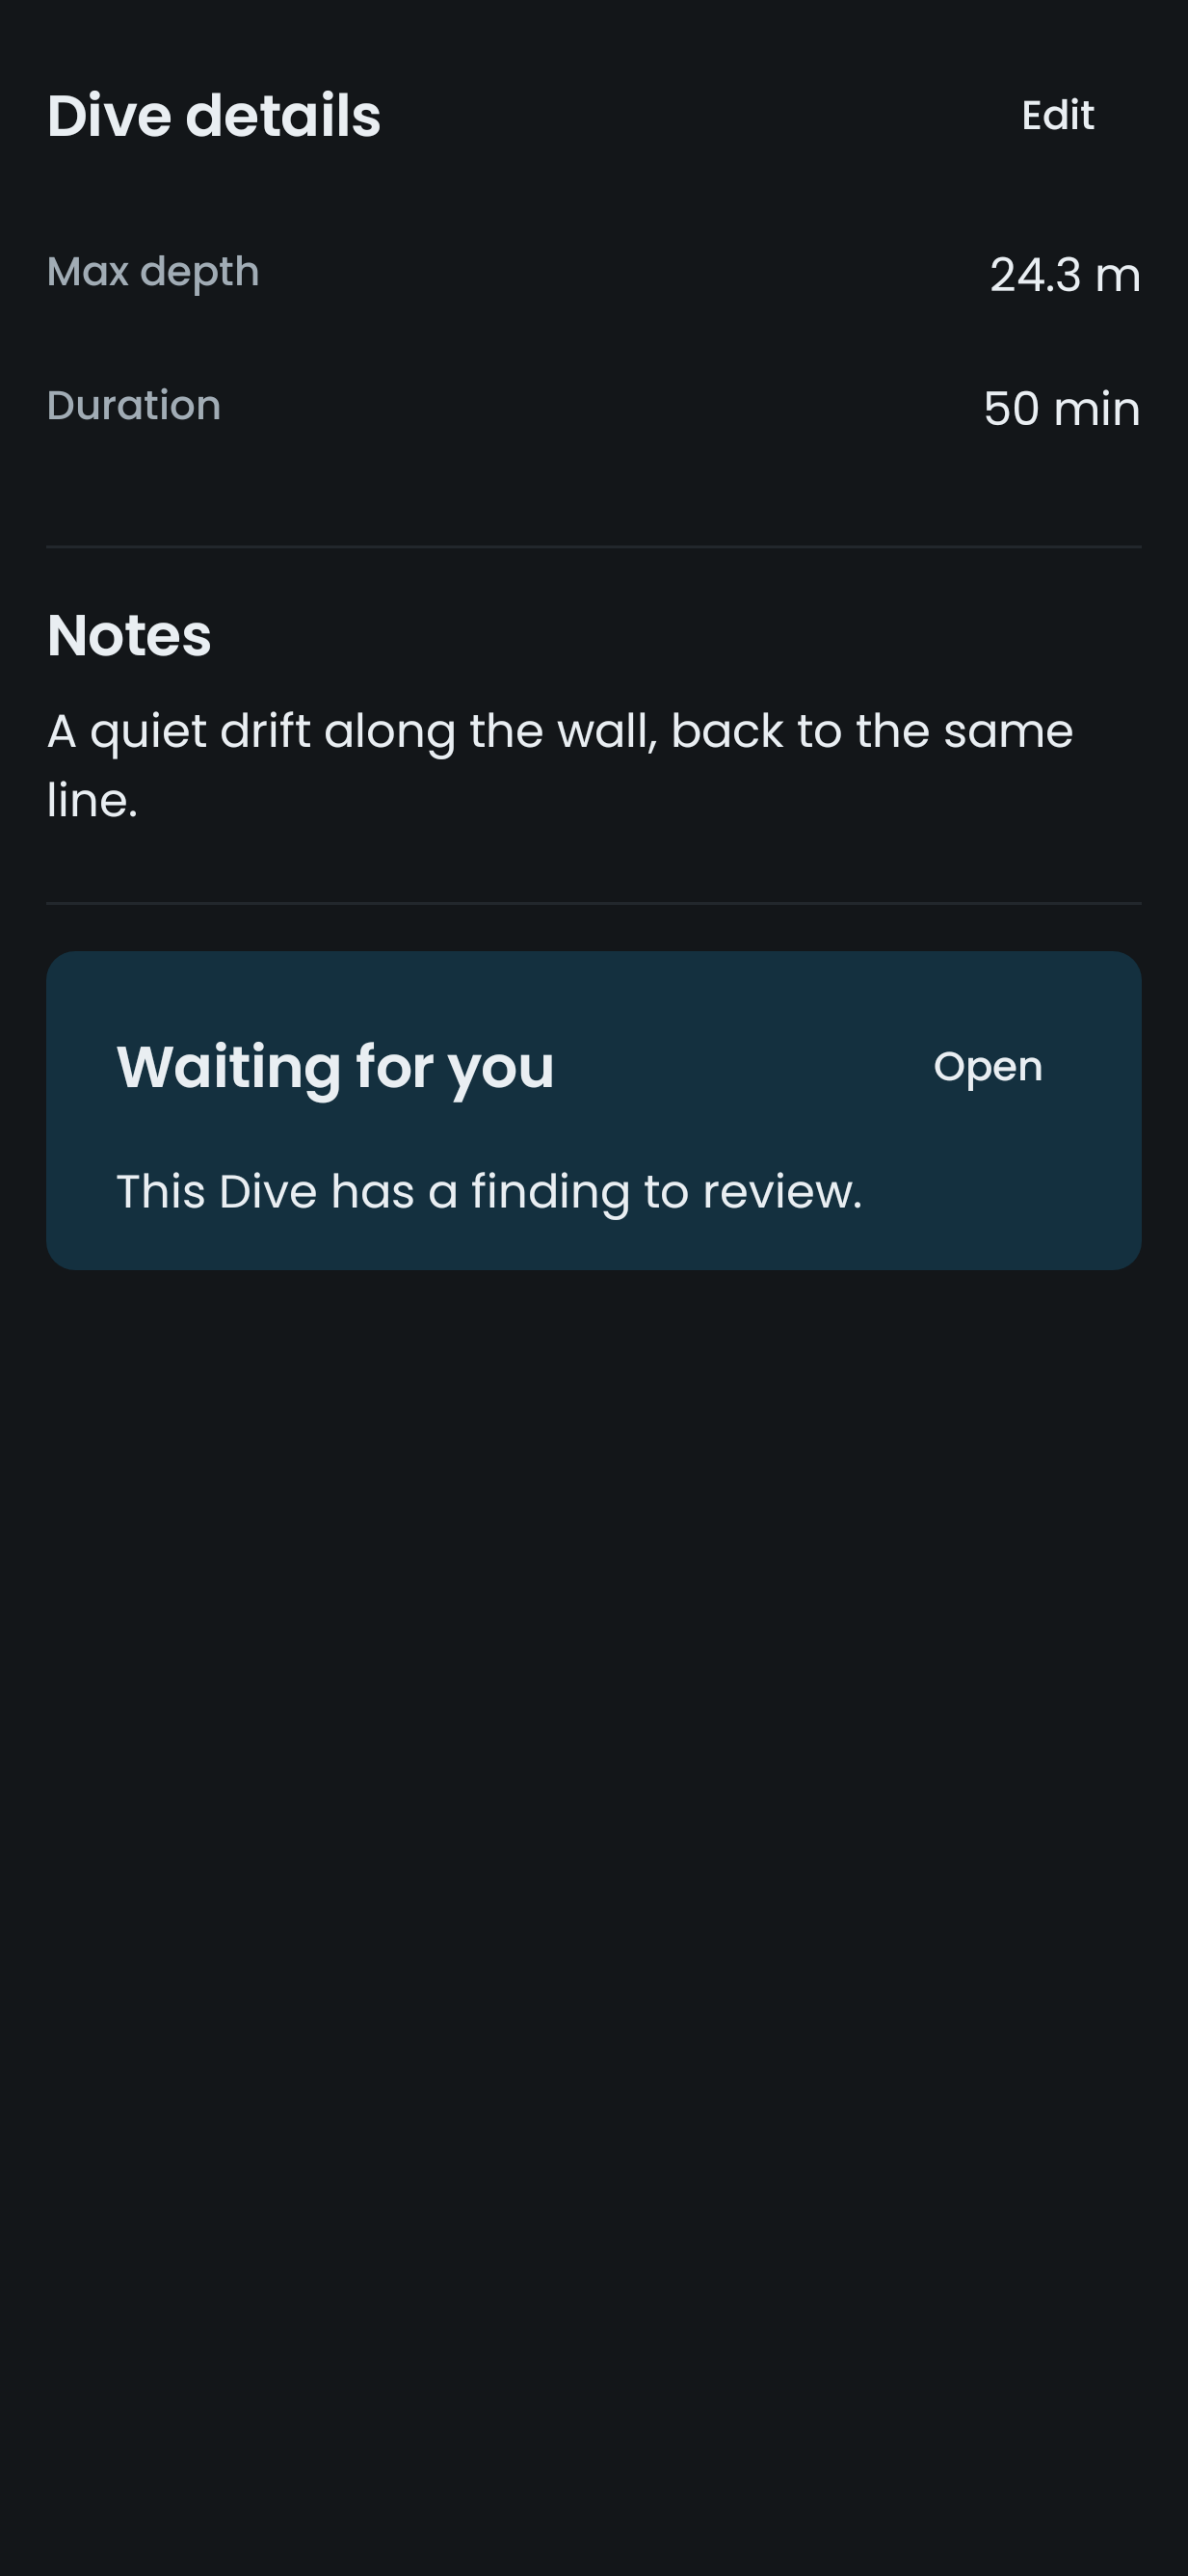 Dive details
Edit
Max depth
24.3 m
Duration
50 min
Notes
A quiet drift along the wall, back to the same
line.
Waiting for you
Open
This Dive has a finding to review.